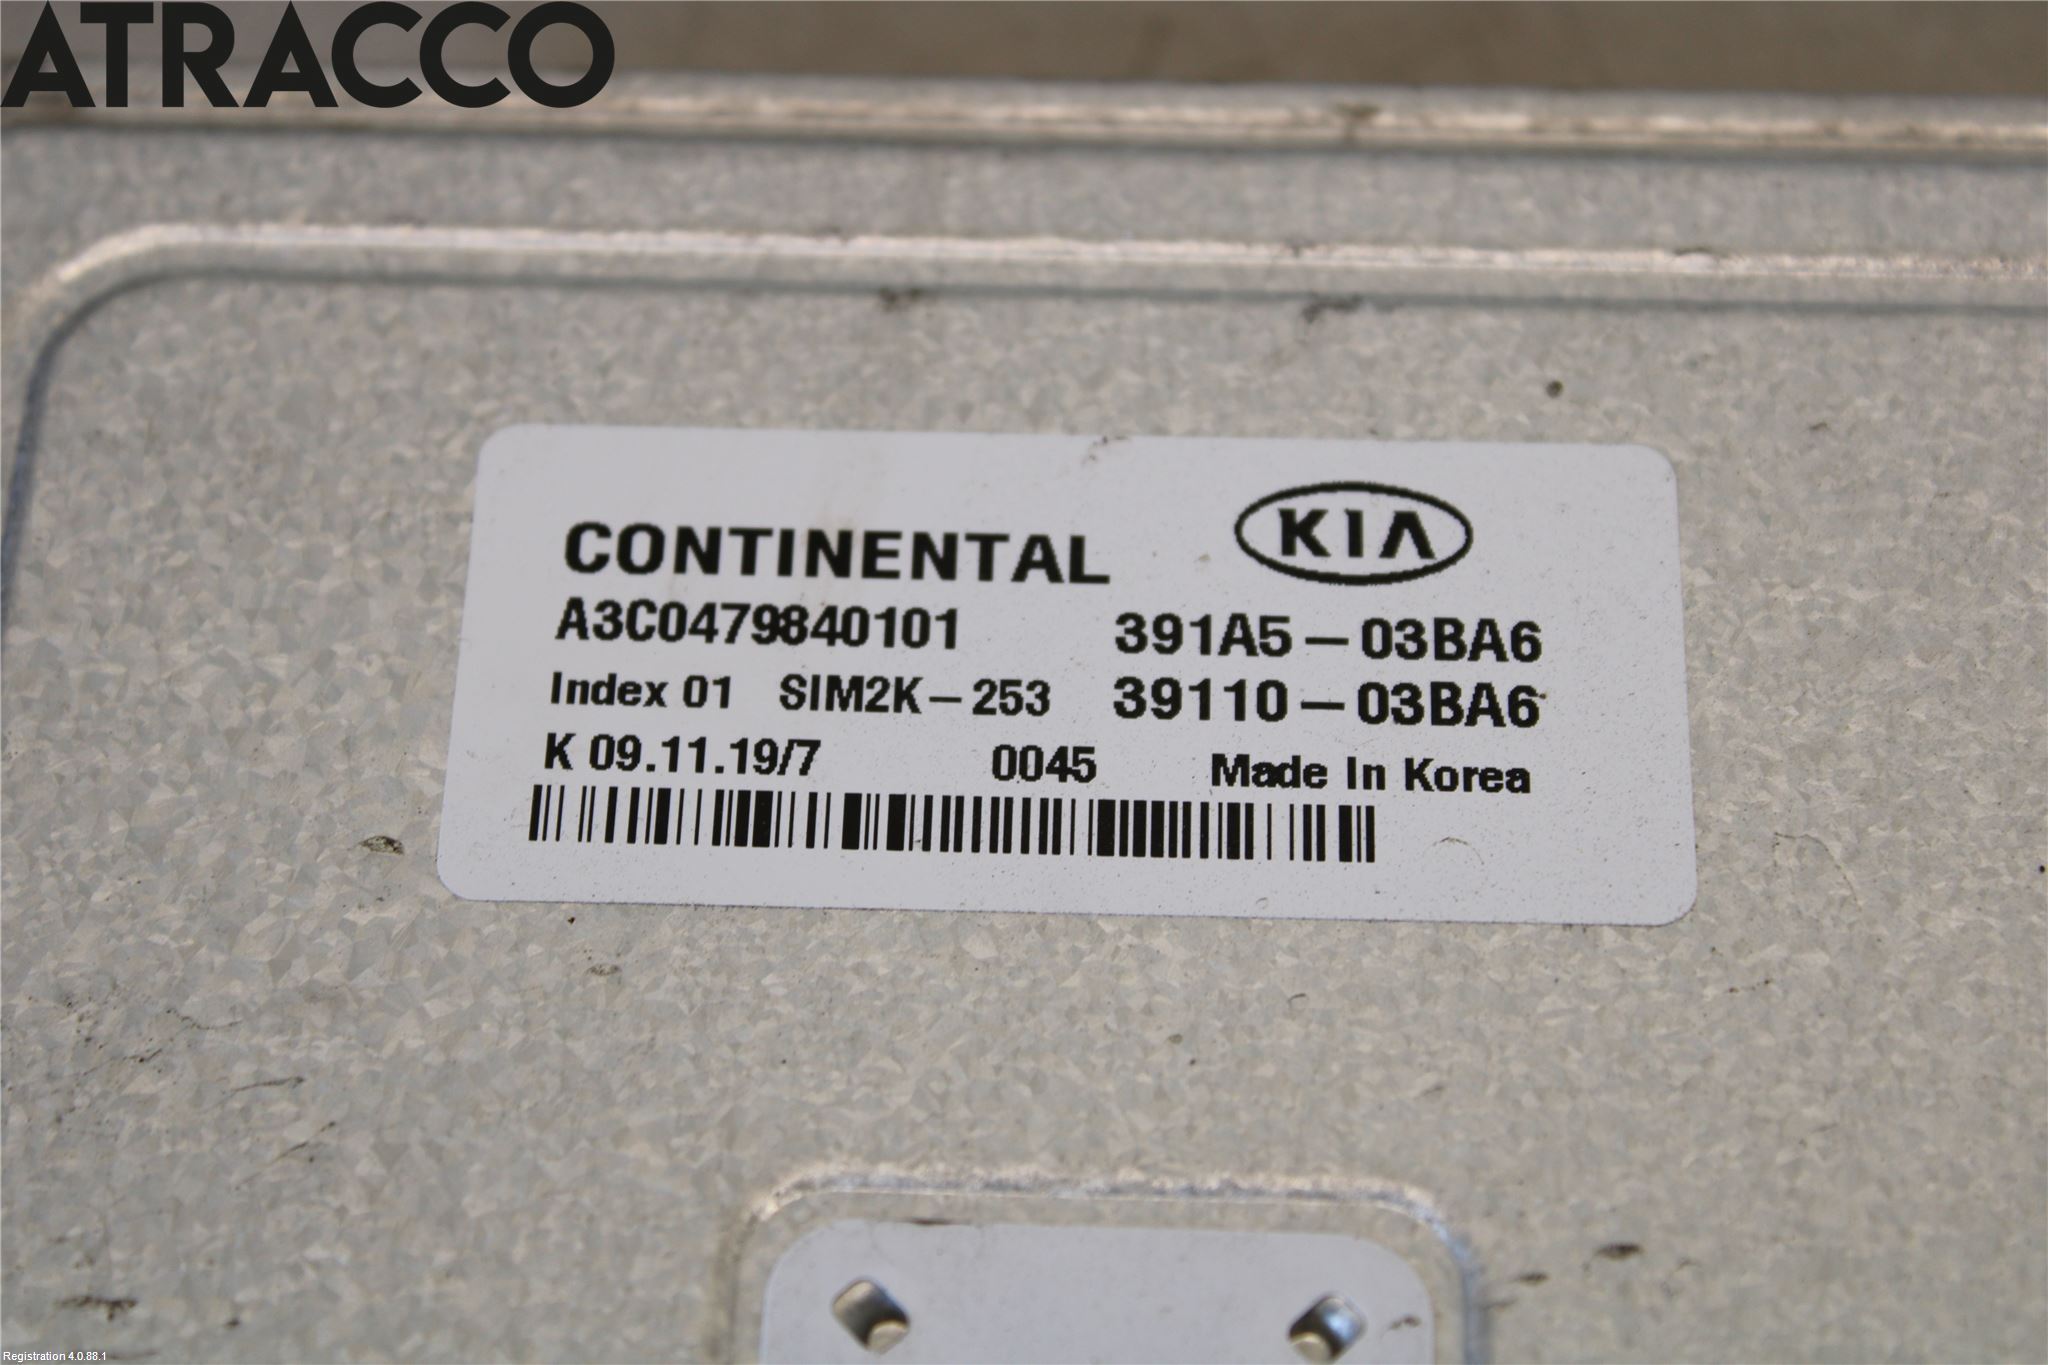 ATRACCO
CONTINENTAL
KIA
A3C0479840101
391A5-03BA6
Index 01 SIM2K-253
39110-03BA6
K 09.11.19/7
0045
Made In Korea
Registration 4.0.88.1